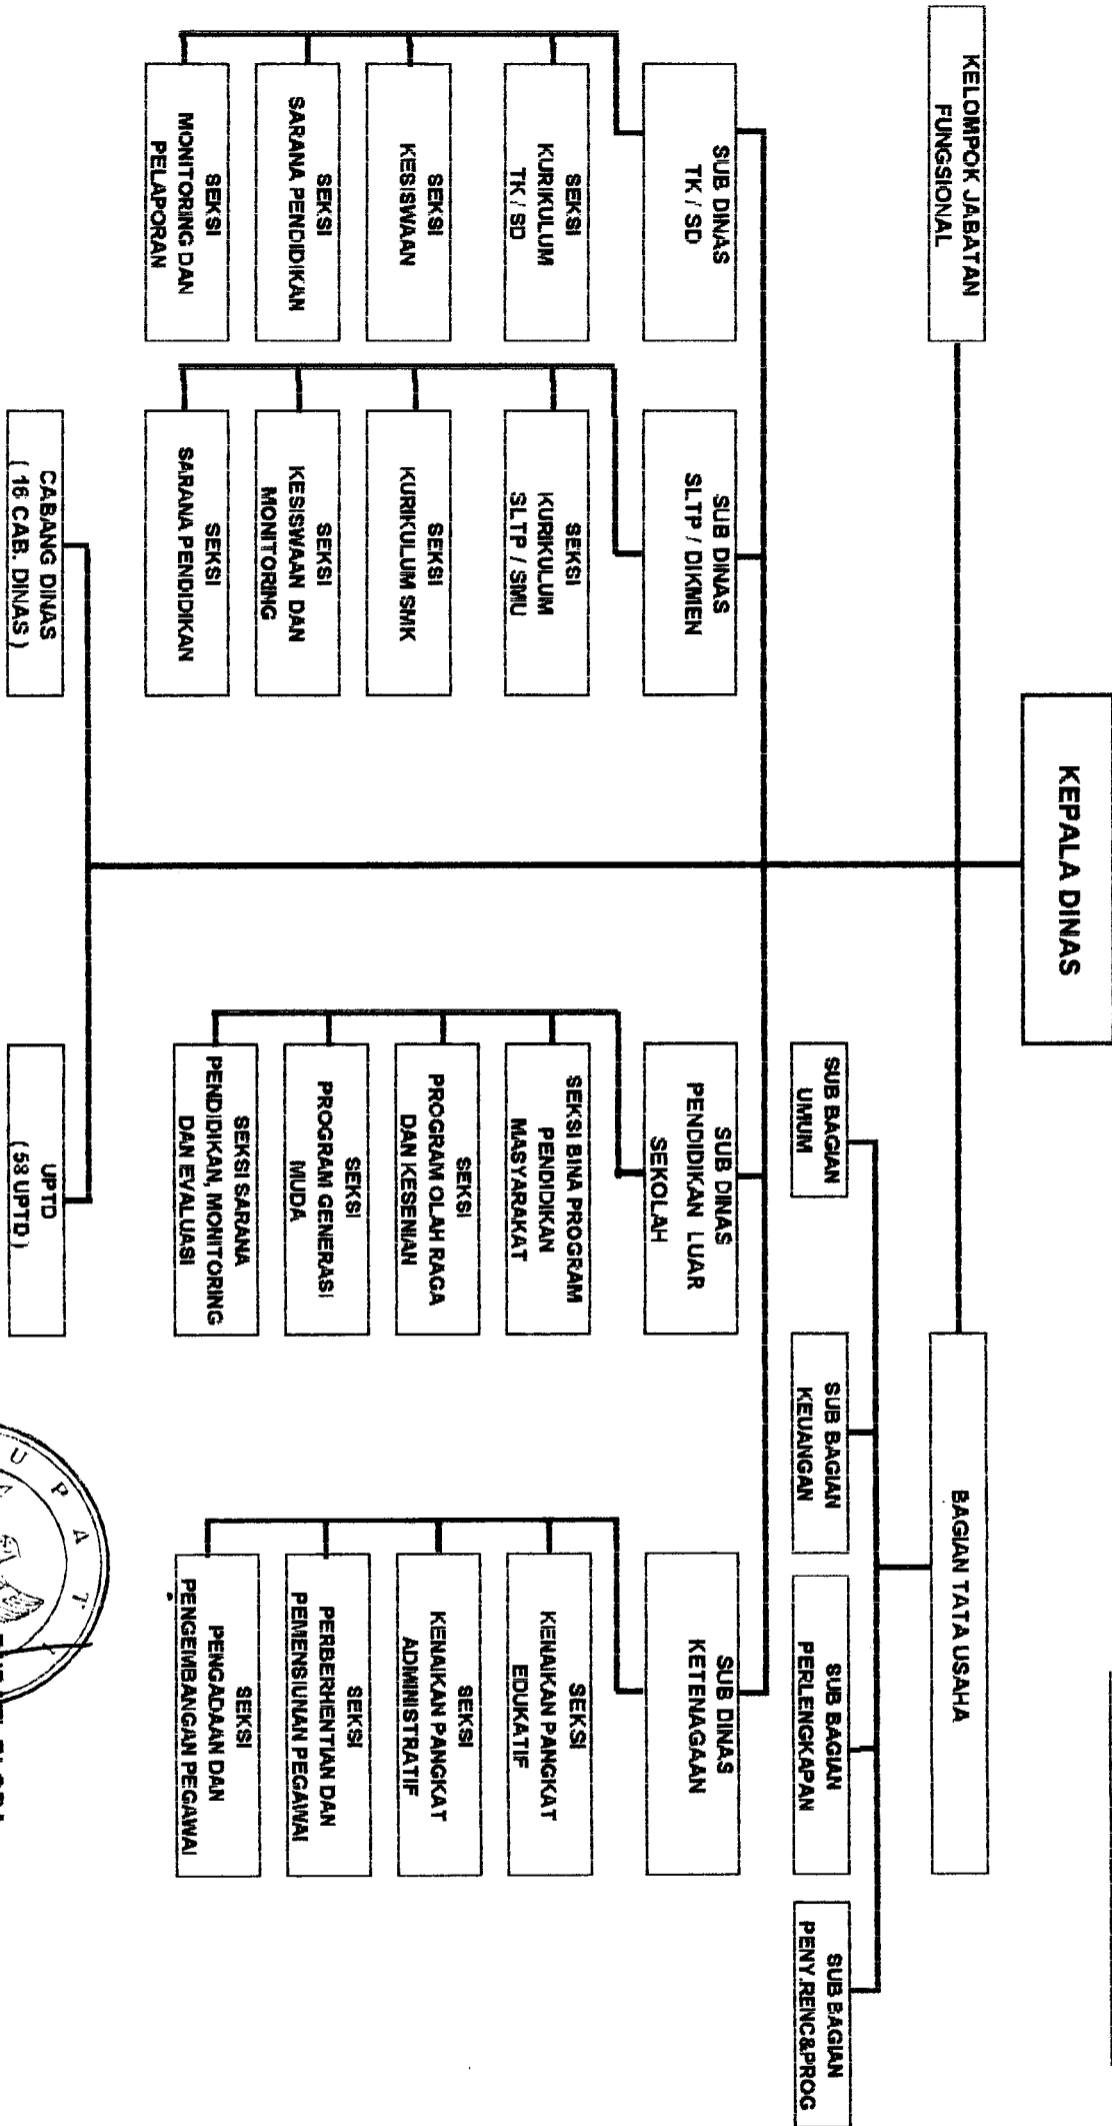 KEPALA DINAS
KELOMPOK JABATAN
FUNGSIONAL
BAGIAN TATA USAHA
SUB BAGIAN
UMUM
SUB BAGIAN
KEUANGAN
SUB BAGIAN
PERLENGKAPAN
SUB BAGIAN
PENY.RENC&PROG
SUB DINAS
TK / SD
SEKSI
KURIKULUM
TK / SD
SEKSI
KESISWAAN
SEKSI
SARANA PENDIDIKAN
SEKSI
MONITORING DAN
PELAPORAN
SUB DINAS
SLTP / DIKMEN
SEKSI
KURIKULUM
SLTP / SMU
SEKSI
KURIKULUM SMK
SEKSI
KESISWAAN DAN
MONITORING
SEKSI
SARANA PENDIDIKAN
SUB DINAS
PENDIDIKAN LUAR
SEKOLAH
SEKSI BINA PROGRAM
PENDIDIKAN
MASYARAKAT
SEKSI
PROGRAM OLAH RAGA
DAN KESENIAN
SEKSI
PROGRAM GENERASI
MUDA
SEKSI SARANA
PENDIDIKAN, MONITORING
DAN EVALUASI
SUB DINAS
KETENAGAAN
SEKSI
KENAIKAN PANGKAT
EDUKATIF
SEKSI
KENAIKAN PANGKAT
ADMINISTRATIF
SEKSI
PERBERHENTIAN DAN
PEMENSIUNAN PEGAWAI
SEKSI
PENGADAAN DAN
PENGEMBANGAN PEGAWAI
CABANG DINAS
( 16 CAB. DINAS )
UPTD
( 58 UPTD )
UPAT